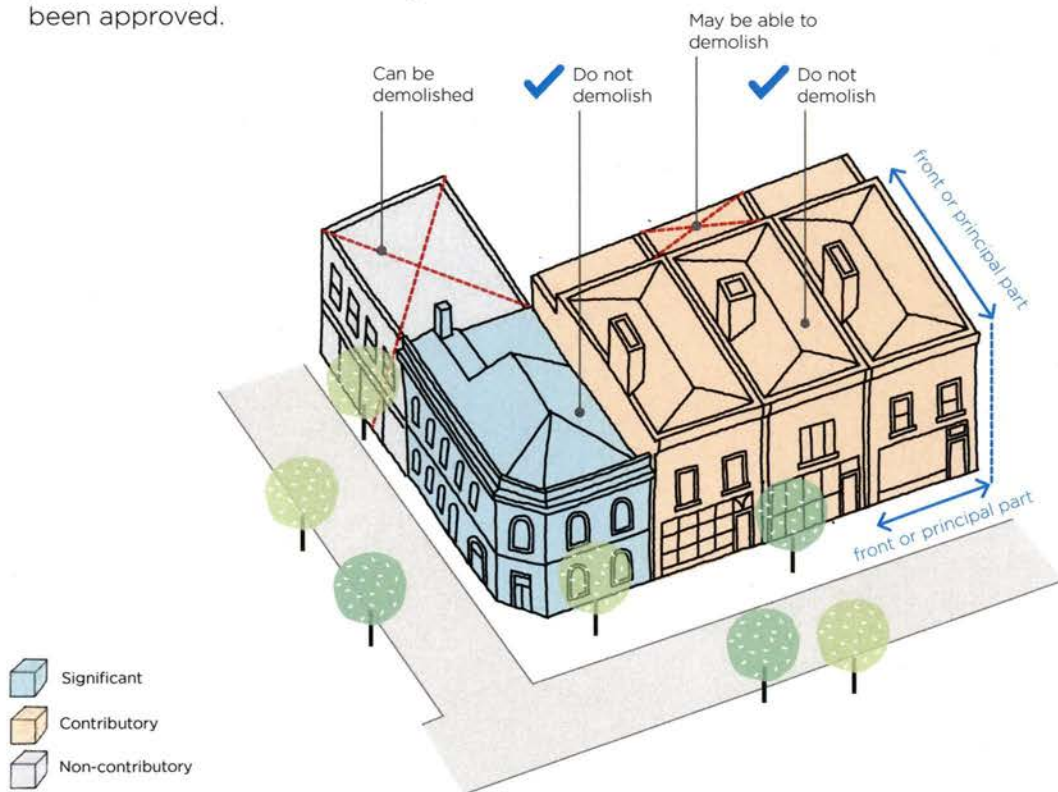 been approved.
May be able to
demolish
Can be
demolished
Do not
demolish
Do not
demolish
front or principal part
front or principal part
Significant
Contributory
Non-contributory